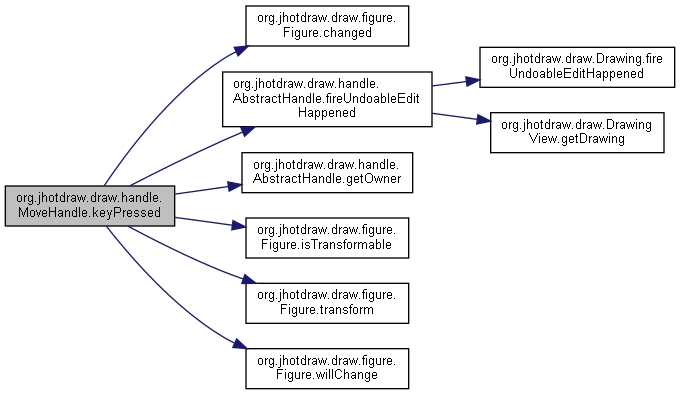 org.jhotdraw.draw.handle.
MoveHandle.keyPressed
org.jhotdraw.draw.figure.
Figure.changed
org.jhotdraw.draw.handle.
AbstractHandle.fireUndoableEdit
Happened
org.jhotdraw.draw.Drawing.fire
UndoableEditHappened
org.jhotdraw.draw.Drawing
View.getDrawing
org.jhotdraw.draw.handle.
AbstractHandle.getOwner
org.jhotdraw.draw.figure.
Figure.isTransformable
org.jhotdraw.draw.figure.
Figure.transform
org.jhotdraw.draw.figure.
Figure.willChange